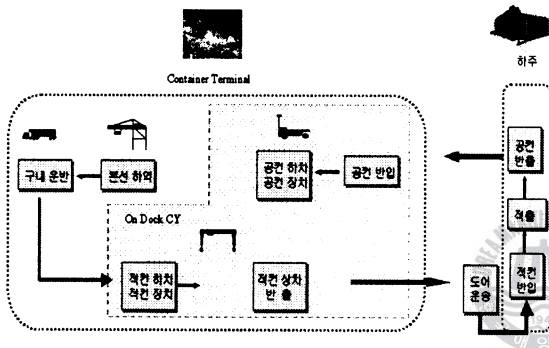 Container Terminal
하주
구내 운반
본선 하역
공컨 하차
공컨 장치
공컨 반입
공컨
반출
On Dock CY
적출
적컨 하차
적컨 장치
적컨 상차
반 출
도어
운송
적컨
반입